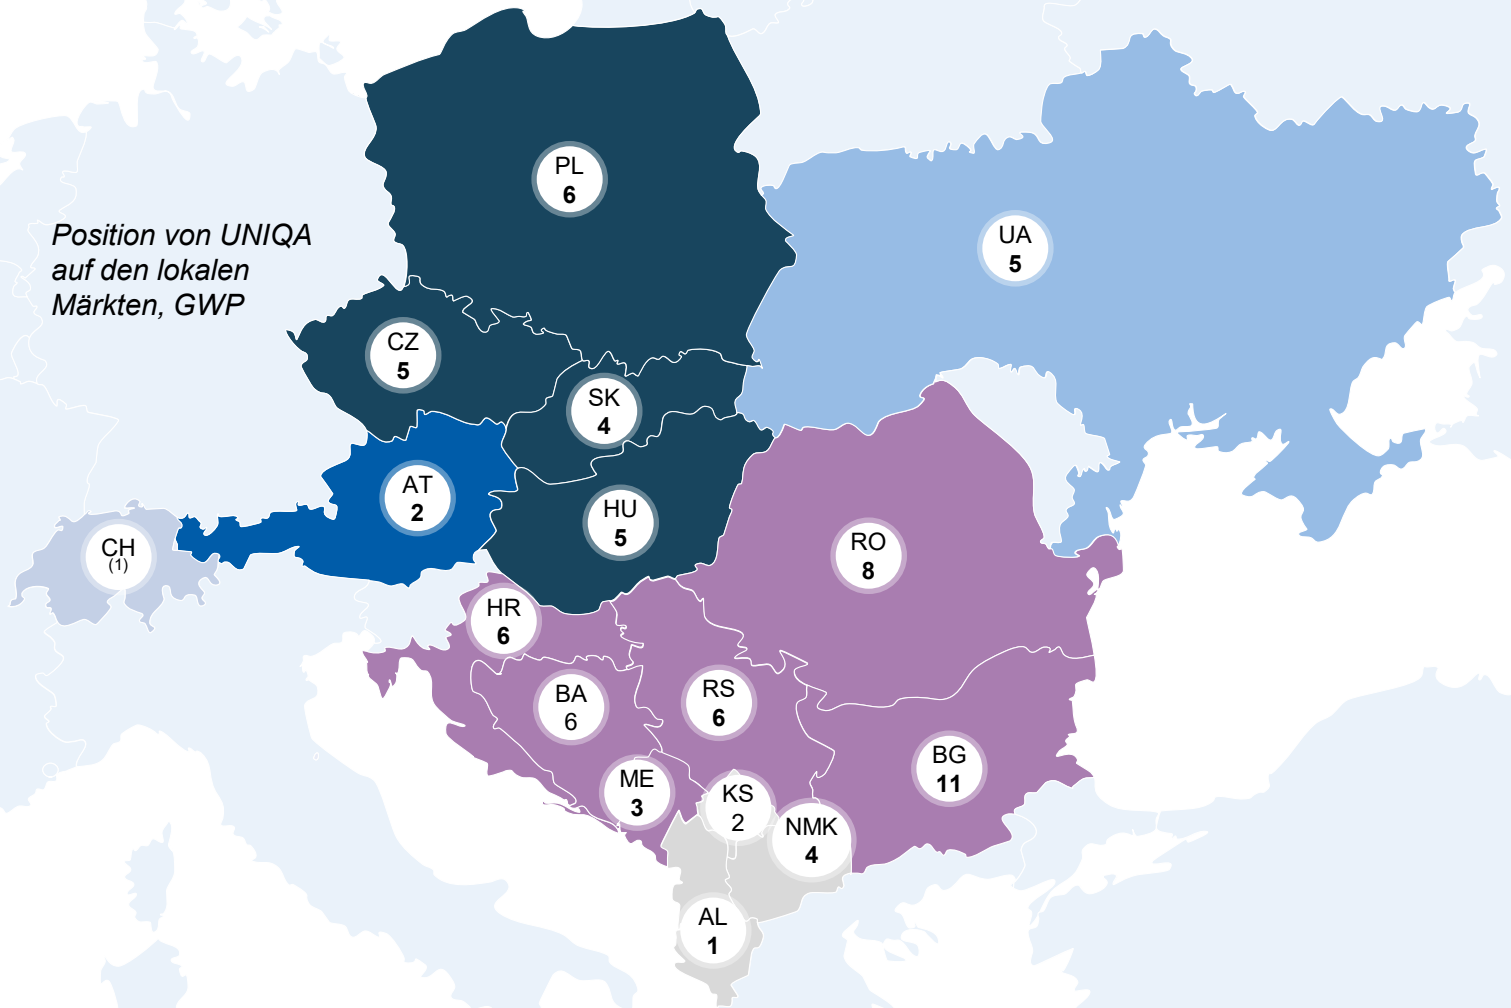 PL
6
Position von UNIQA
auf den lokalen
Märkten, GWP
UA
5
CZ
5
SK
4
AT
2
HU
5
CH
(1)
RO
8
HR
6
BA
6
RS
6
BG
11
ME
3
KS
2
NMK
4
AL
1